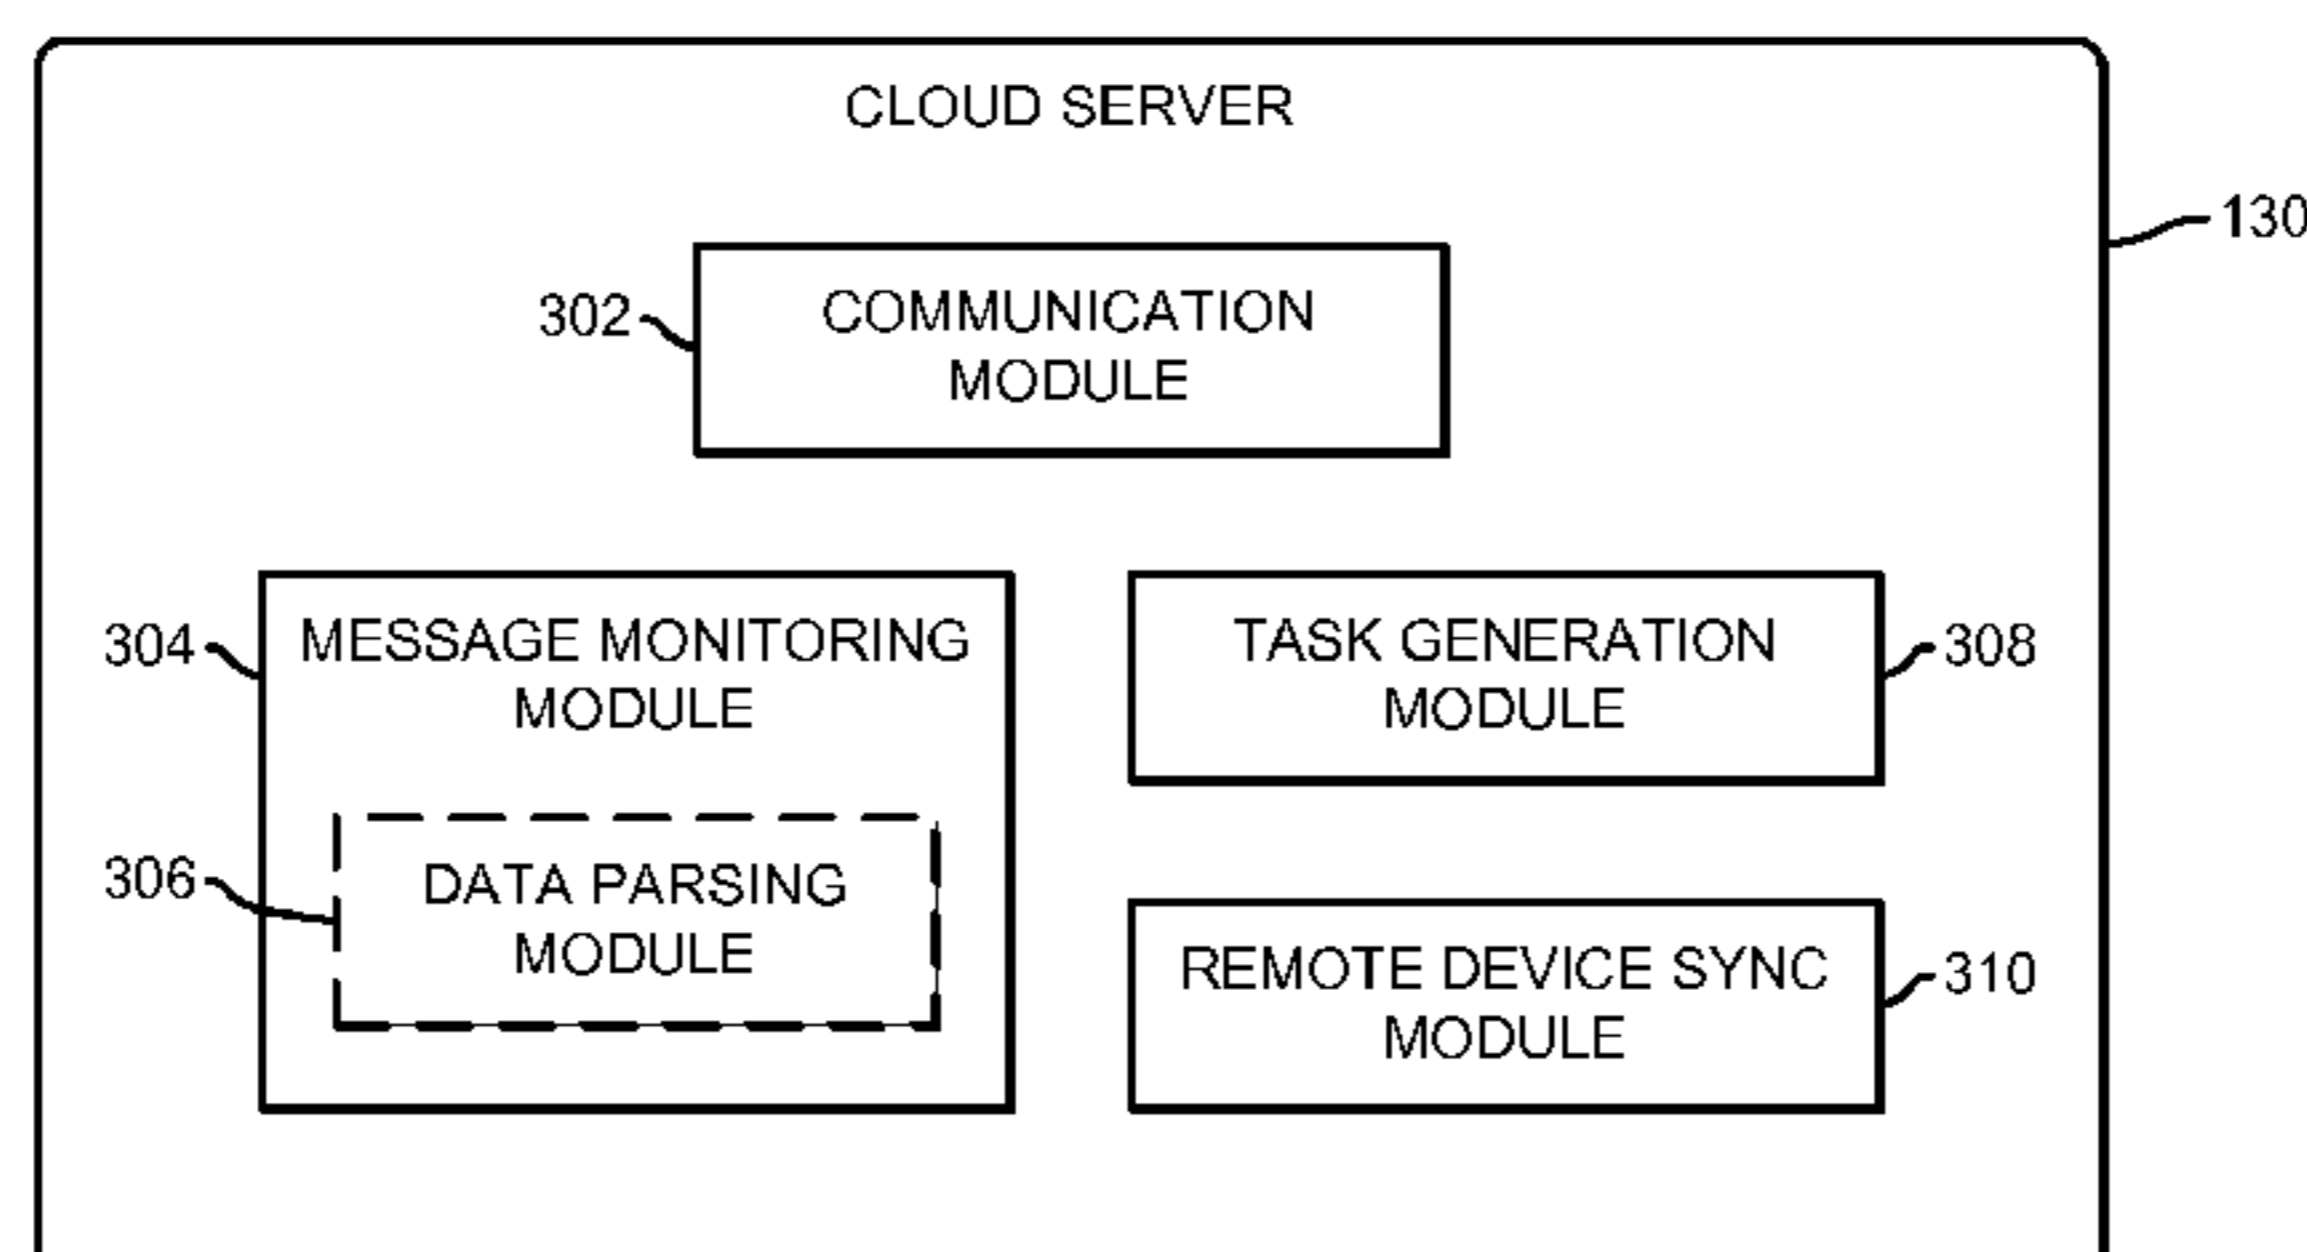 CLOUD SERVER
130
302
COMMUNICATION
MODULE
304
MESSAGE MONITORING
MODULE
306
DATA PARSING
MODULE
TASK GENERATION
MODULE
308
REMOTE DEVICE SYNC
MODULE
310